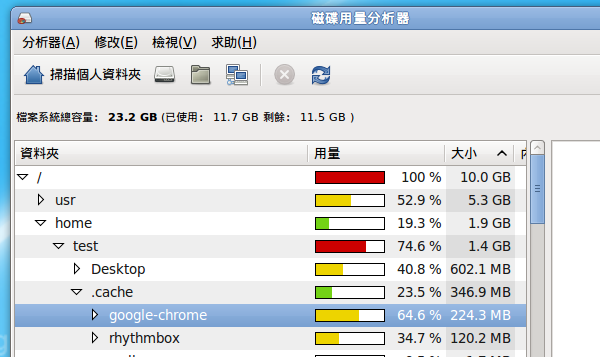 磁碟用量分析器
分析器(A) 修改(E) 檢視(V) 求助(H)
掃描個人資料夾
檔案系統總容量： 23.2 GB (已使用： 11.7 GB 剩餘： 11.5 GB )
資料夾 用量 大小
/ 100 % 10.0 GB
usr 52.9 % 5.3 GB
home 19.3 % 1.9 GB
test 74.6 % 1.4 GB
Desktop 40.8 % 602.1 MB
.cache 23.5 % 346.9 MB
google-chrome 64.6 % 224.3 MB
rhythmbox 34.7 % 120.2 MB